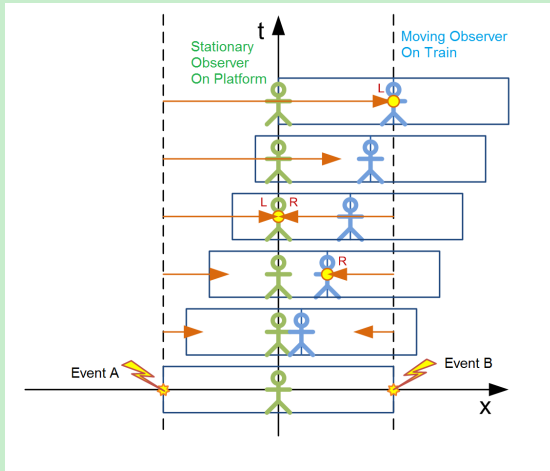 t
Stationary
Observer
On Platform
Moving Observer
On Train
L
L R
R
Event A
Event B
x